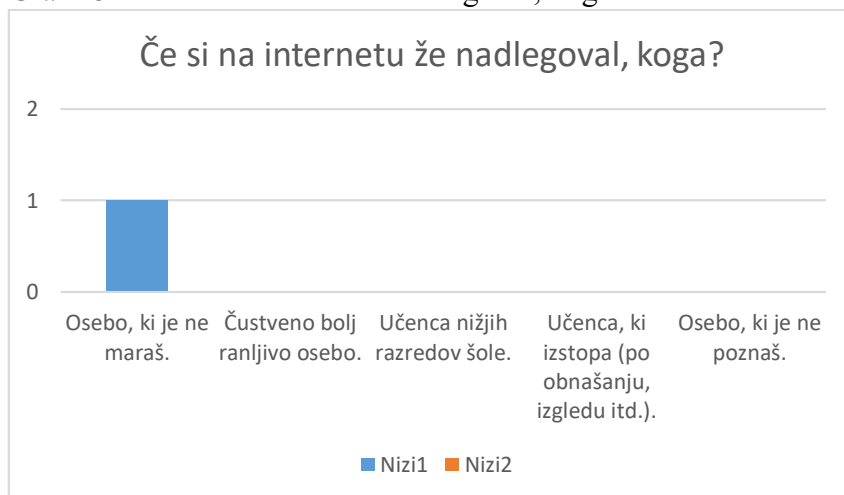 Če si na internetu že nadlegoval, koga?
2
1
0
Osebo, ki je ne
maraš.
Čustveno bolj
ranljivo osebo.
Učenca nižjih
razredov šole.
Učenca, ki
izstopa (po
obnašanju,
izgledu itd.).
Osebo, ki je ne
poznaš.
Nizi1 Nizi2